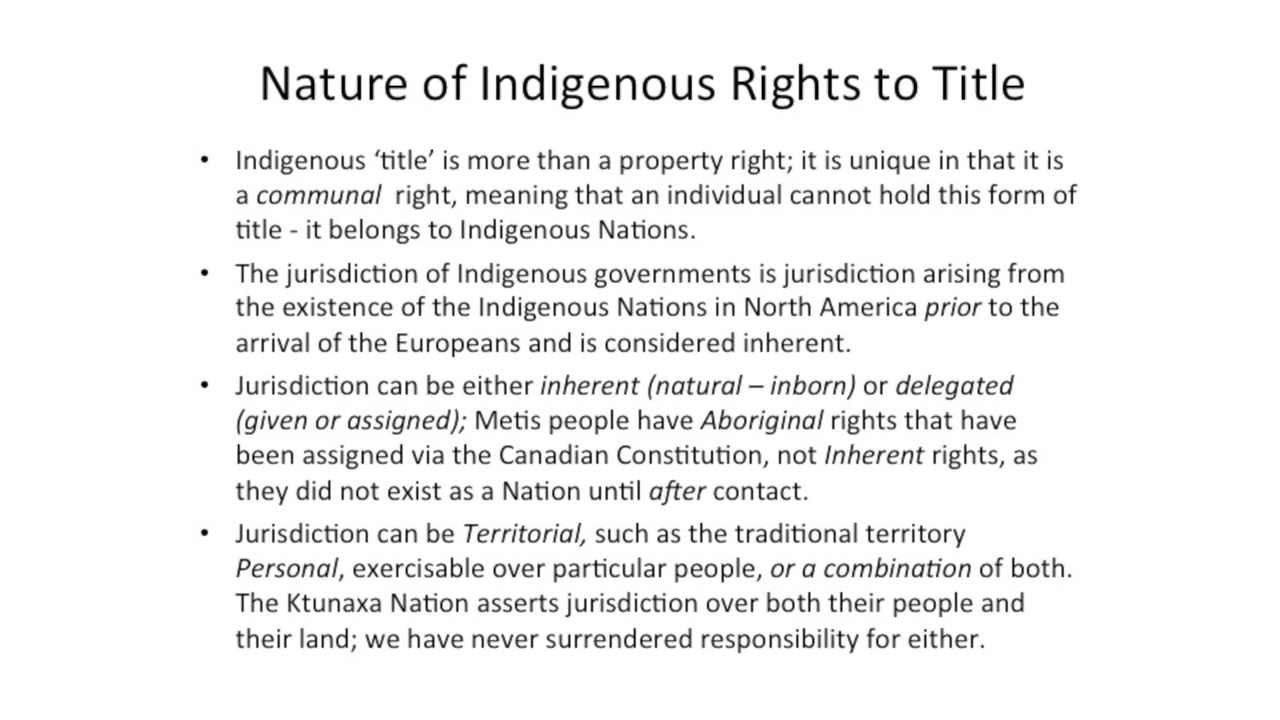 Nature of Indigenous Rights to Title
• Indigenous ‘title’ is more than a property right; it is unique in that it is
a communal right, meaning that an individual cannot hold this form of
title - it belongs to Indigenous Nations.
• The jurisdiction of Indigenous governments is jurisdiction arising from
the existence of the Indigenous Nations in North America prior to the
arrival of the Europeans and is considered inherent.
• Jurisdiction can be either inherent (natural – inborn) or delegated
(given or assigned); Metis people have Aboriginal rights that have
been assigned via the Canadian Constitution, not Inherent rights, as
they did not exist as a Nation until after contact.
• Jurisdiction can be Territorial, such as the traditional territory
Personal, exercisable over particular people, or a combination of both.
The Ktunaxa Nation asserts jurisdiction over both their people and
their land; we have never surrendered responsibility for either.